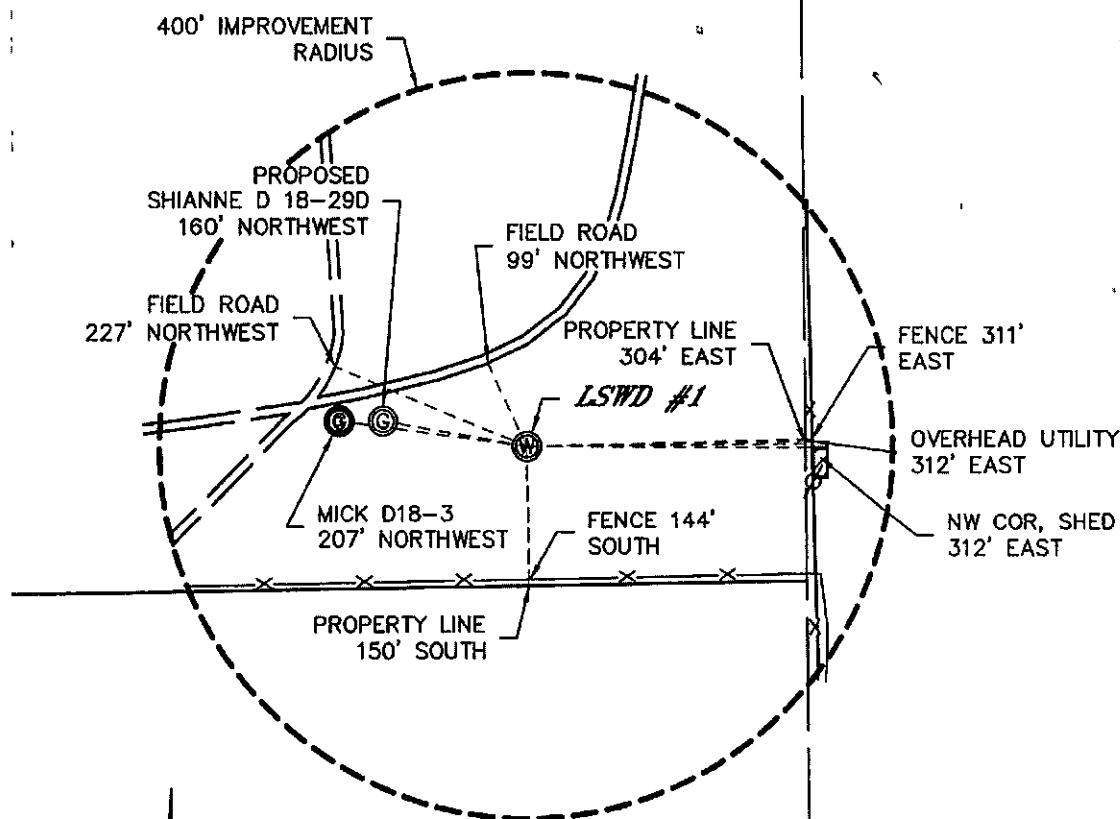 400' IMPROVEMENT
RADIUS
PROPOSED
SHIANNE D 18-29D
160' NORTHWEST
FIELD ROAD
99' NORTHWEST
FIELD ROAD
227' NORTHWEST
PROPERTY LINE
304' EAST
FENCE 311'
EAST
LSWD #1
G
G
W
OVERHEAD UTILITY
312' EAST
MICK D18-3
207' NORTHWEST
FENCE 144'
SOUTH
NW COR, SHED
312' EAST
PROPERTY LINE
150' SOUTH